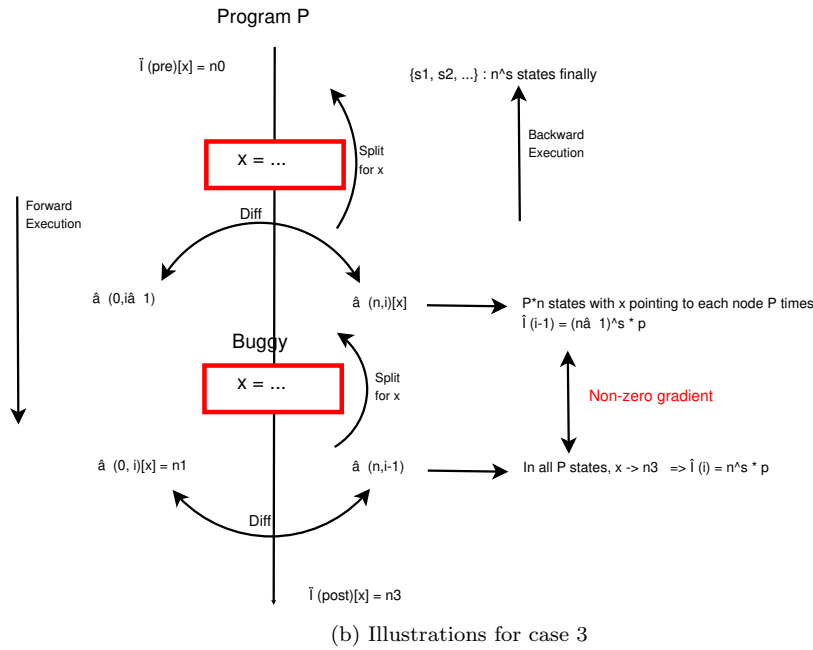 Program P
Ï (pre)[x] = n0
{s1, s2, ...} : n^s states finally
Backward
Execution
x = ...
Split
for x
Forward
Execution
Diff
â (0,iâ 1)
â (n,i)[x]
P*n states with x pointing to each node P times
Î (i-1) = (nâ 1)^s * p
Buggy
x = ...
Split
for x
Non-zero gradient
â (0, i)[x] = n1
â (n,i-1)
In all P states, x -> n3 => Î (i) = n^s * p
Diff
Ï (post)[x] = n3
(b) Illustrations for case 3